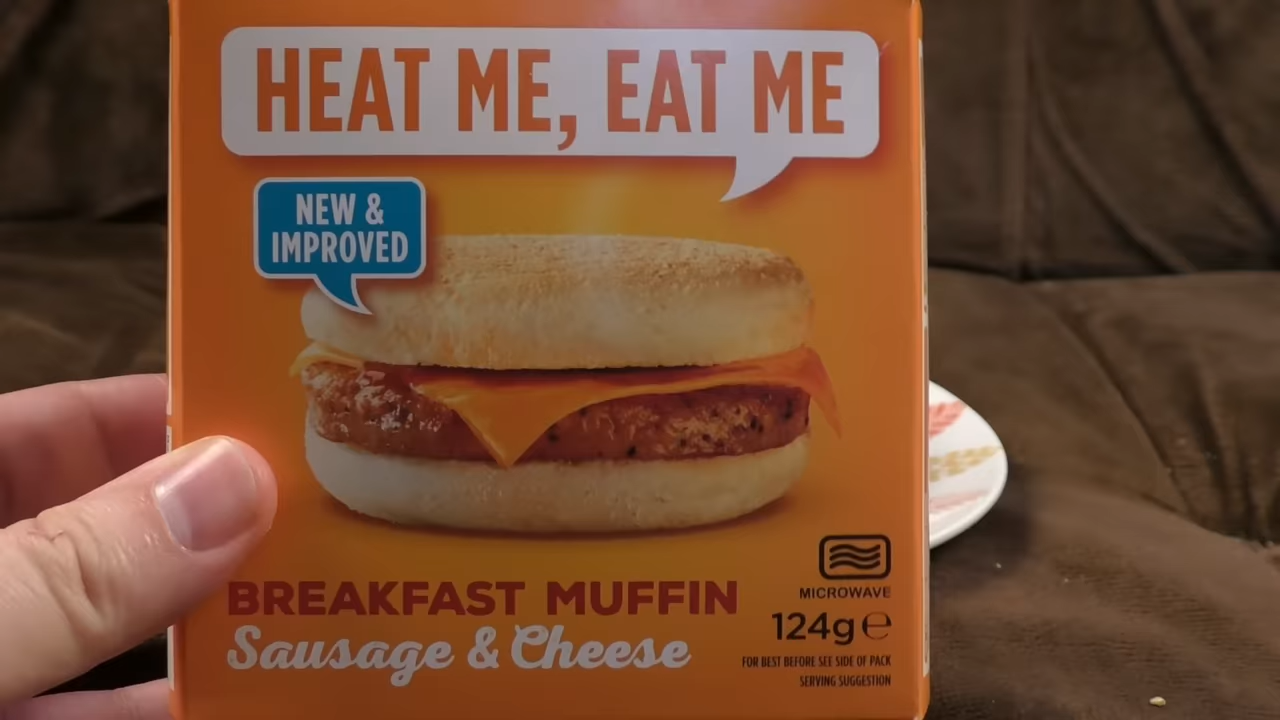 HEAT ME, EAT ME
NEW &
IMPROVED
BREAKFAST MUFFIN
Sausage & Cheese
MICROWAVE
124g e
FOR BEST BEFORE SEE SIDE OF PACK
SERVING SUGGESTION